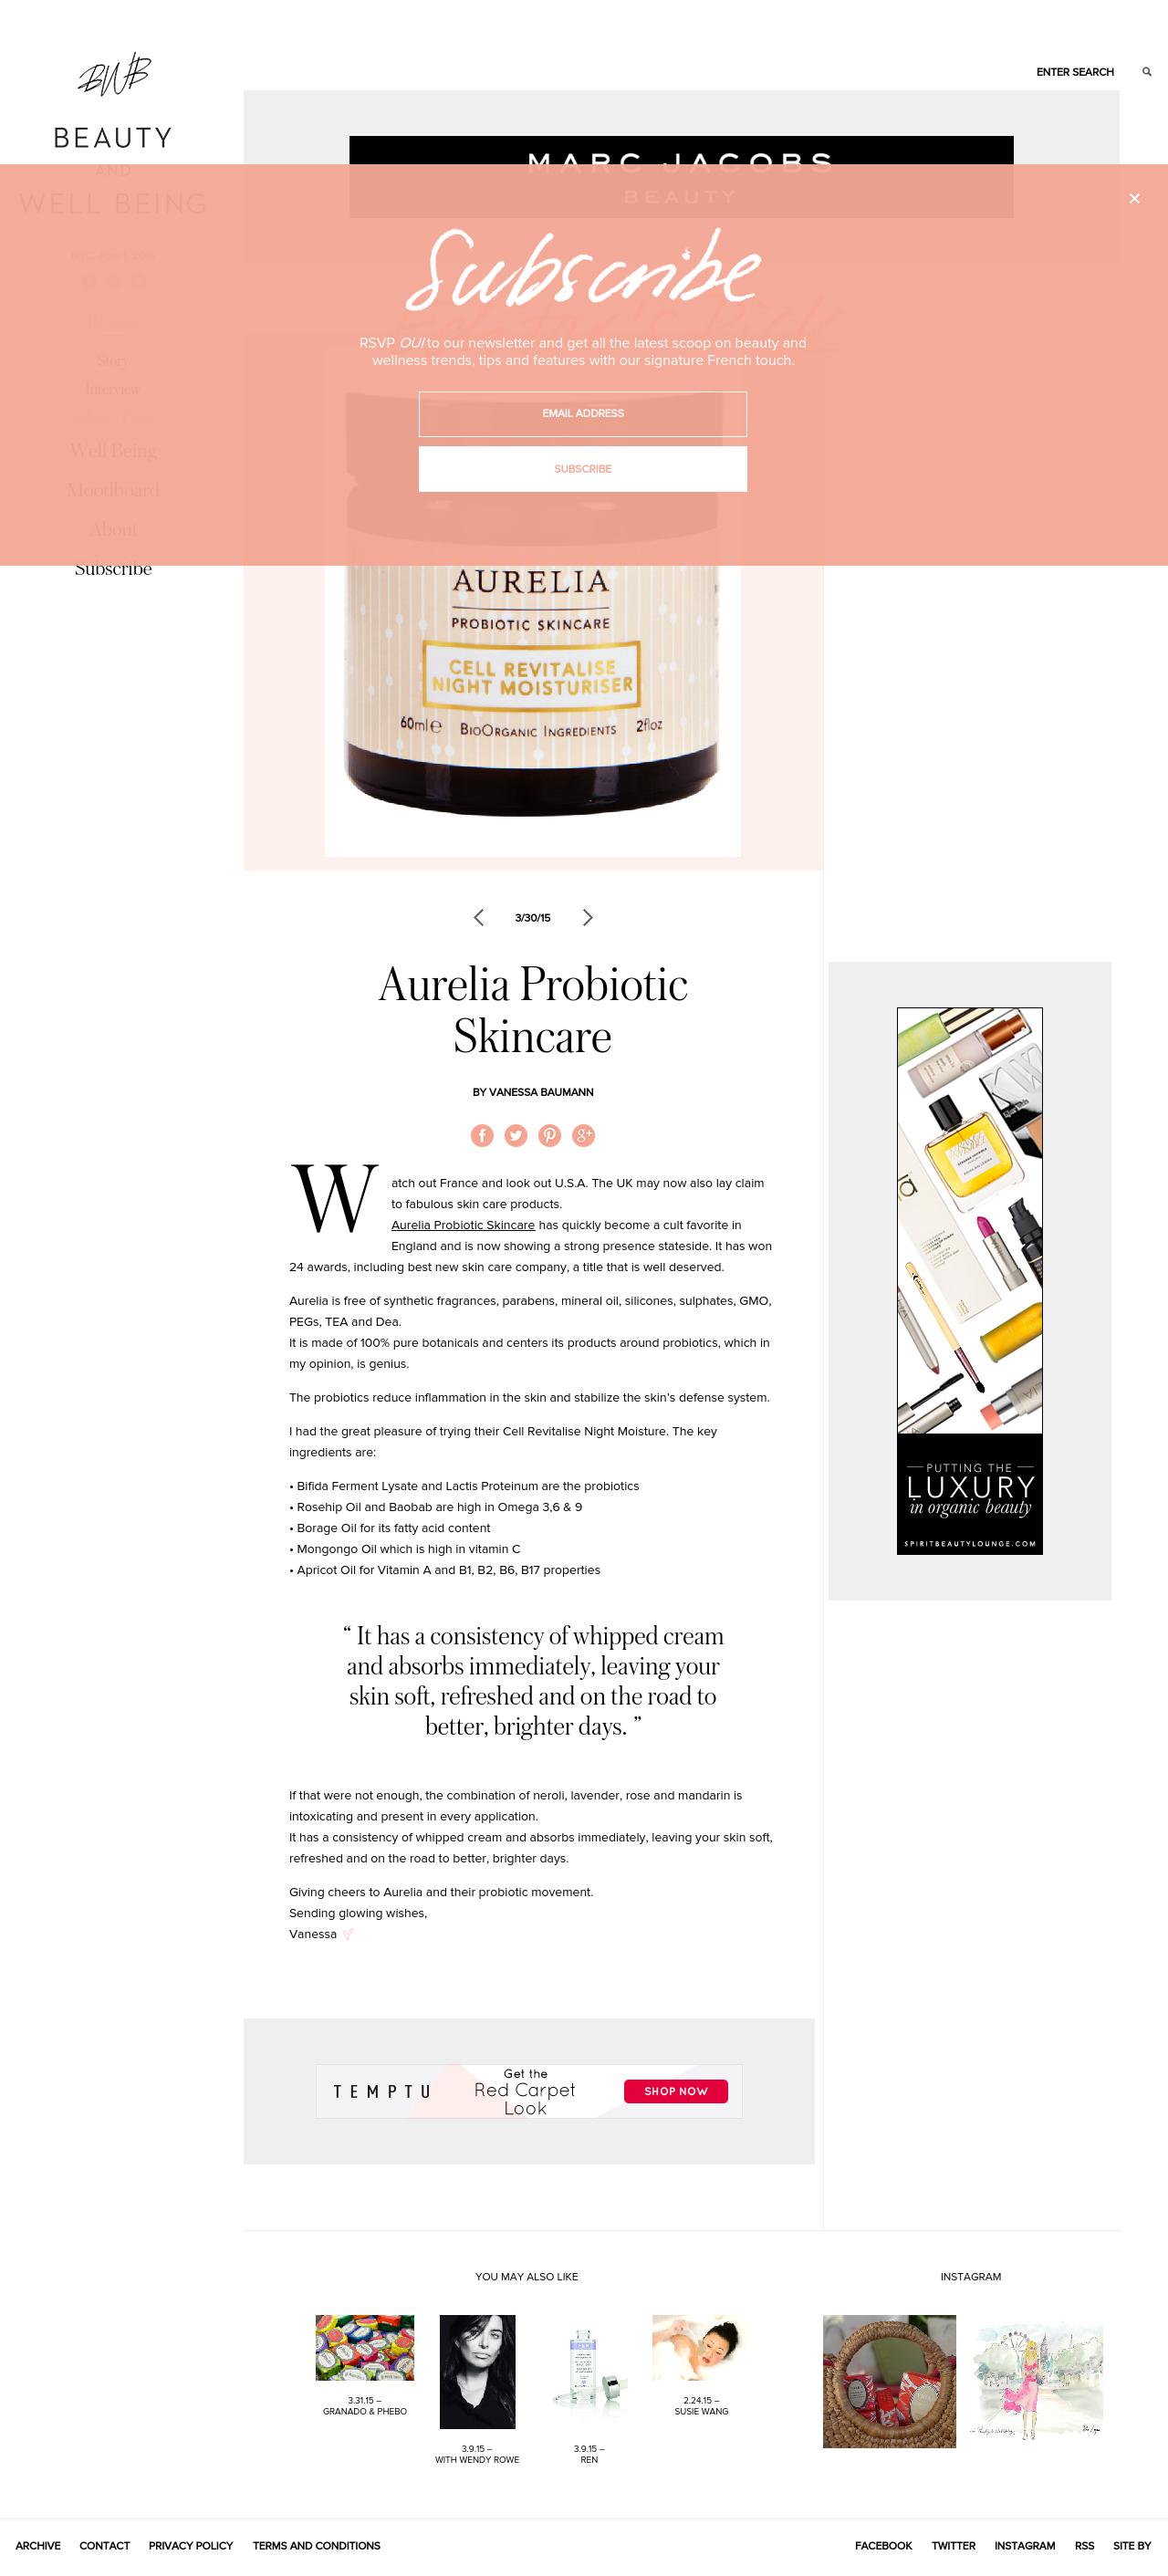 BWB
BEAUTY
AND
WELL BEING
ENTER SEARCH
MARC JACOBS
BEAUTY
Subscribe
RSVP OUI to our newsletter and get all the latest scoop on beauty and
wellness trends, tips and features with our signature French touch.
EMAIL ADDRESS
SUBSCRIBE
Story
Interview
Well Being
Moodboard
About
Subscribe
AURELIA
PROBIOTIC SKINCARE
CELL REVITALISE
NIGHT MOISTURISER
60ml e BIOORGANIC INGREDIENTS 2floz
3/30/15
Aurelia Probiotic
Skincare
BY VANESSA BAUMANN
Watch out France and look out U.S.A. The UK may now also lay claim
to fabulous skin care products.
Aurelia Probiotic Skincare has quickly become a cult favorite in
England and is now showing a strong presence stateside. It has won
24 awards, including best new skin care company, a title that is well deserved.
Aurelia is free of synthetic fragrances, parabens, mineral oil, silicones, sulphates, GMO,
PEGs, TEA and Dea.
It is made of 100% pure botanicals and centers its products around probiotics, which in
my opinion, is genius.
The probiotics reduce inflammation in the skin and stabilize the skin's defense system.
I had the great pleasure of trying their Cell Revitalise Night Moisture. The key
ingredients are:
• Bifida Ferment Lysate and Lactis Proteinum are the probiotics
• Rosehip Oil and Baobab are high in Omega 3,6 & 9
• Borage Oil for its fatty acid content
• Mongongo Oil which is high in vitamin C
• Apricot Oil for Vitamin A and B1, B2, B6, B17 properties
“ It has a consistency of whipped cream
and absorbs immediately, leaving your
skin soft, refreshed and on the road to
better, brighter days. ”
If that were not enough, the combination of neroli, lavender, rose and mandarin is
intoxicating and present in every application.
It has a consistency of whipped cream and absorbs immediately, leaving your skin soft,
refreshed and on the road to better, brighter days.
Giving cheers to Aurelia and their probiotic movement.
Sending glowing wishes,
Vanessa
PUTTING THE
LUXURY
in organic beauty
SPIRITBEAUTYLOUNGE.COM
TEMPTU
Get the
Red Carpet
Look
SHOP NOW
YOU MAY ALSO LIKE
INSTAGRAM
3.31.15 –
GRANADO & PHEBO
3.9.15 –
WITH WENDY ROWE
3.9.15 –
REN
2.24.15 –
SUSIE WANG
ARCHIVE CONTACT PRIVACY POLICY TERMS AND CONDITIONS
FACEBOOK TWITTER INSTAGRAM RSS SITE BY